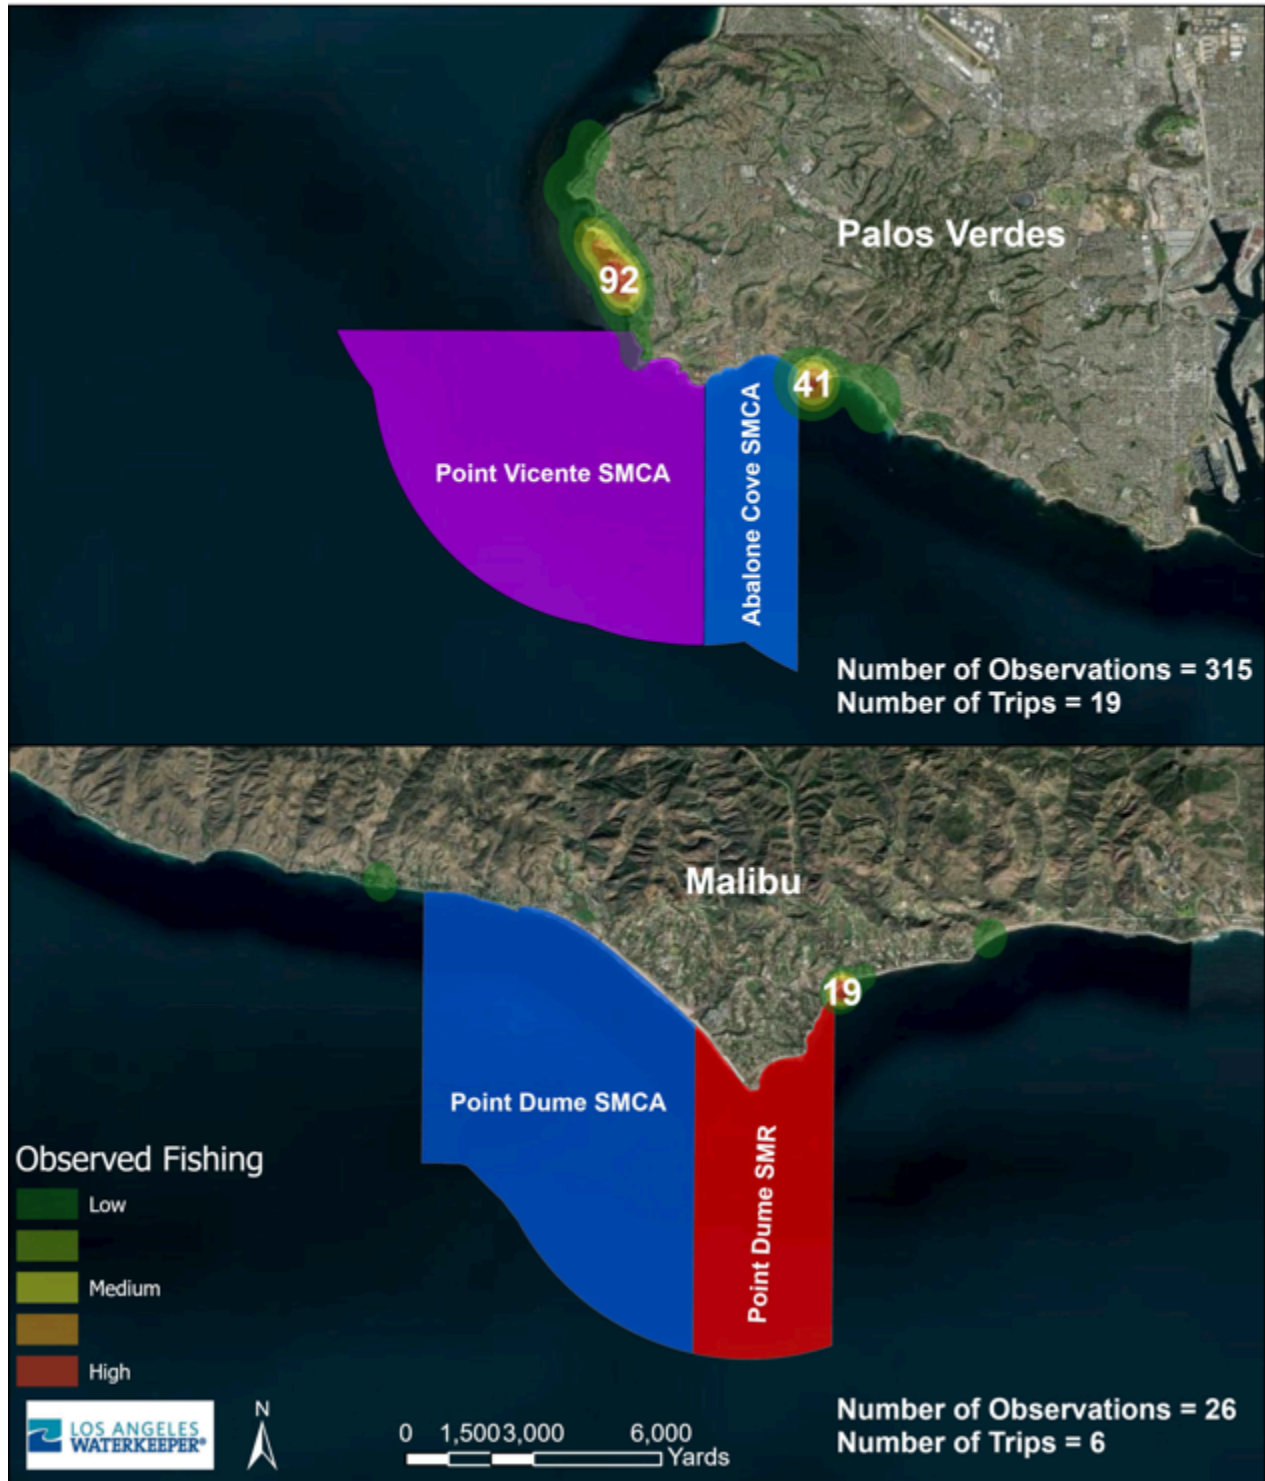 Palos Verdes
92
41
Point Vicente SMCA
Abalone Cove SMCA
Number of Observations = 315
Number of Trips = 19
Malibu
19
Point Dume SMCA
Point Dume SMR
Observed Fishing
Low
Medium
High
LOS ANGELES
WATERKEEPER®
N
0 1,500 3,000 6,000
Yards
Number of Observations = 26
Number of Trips = 6